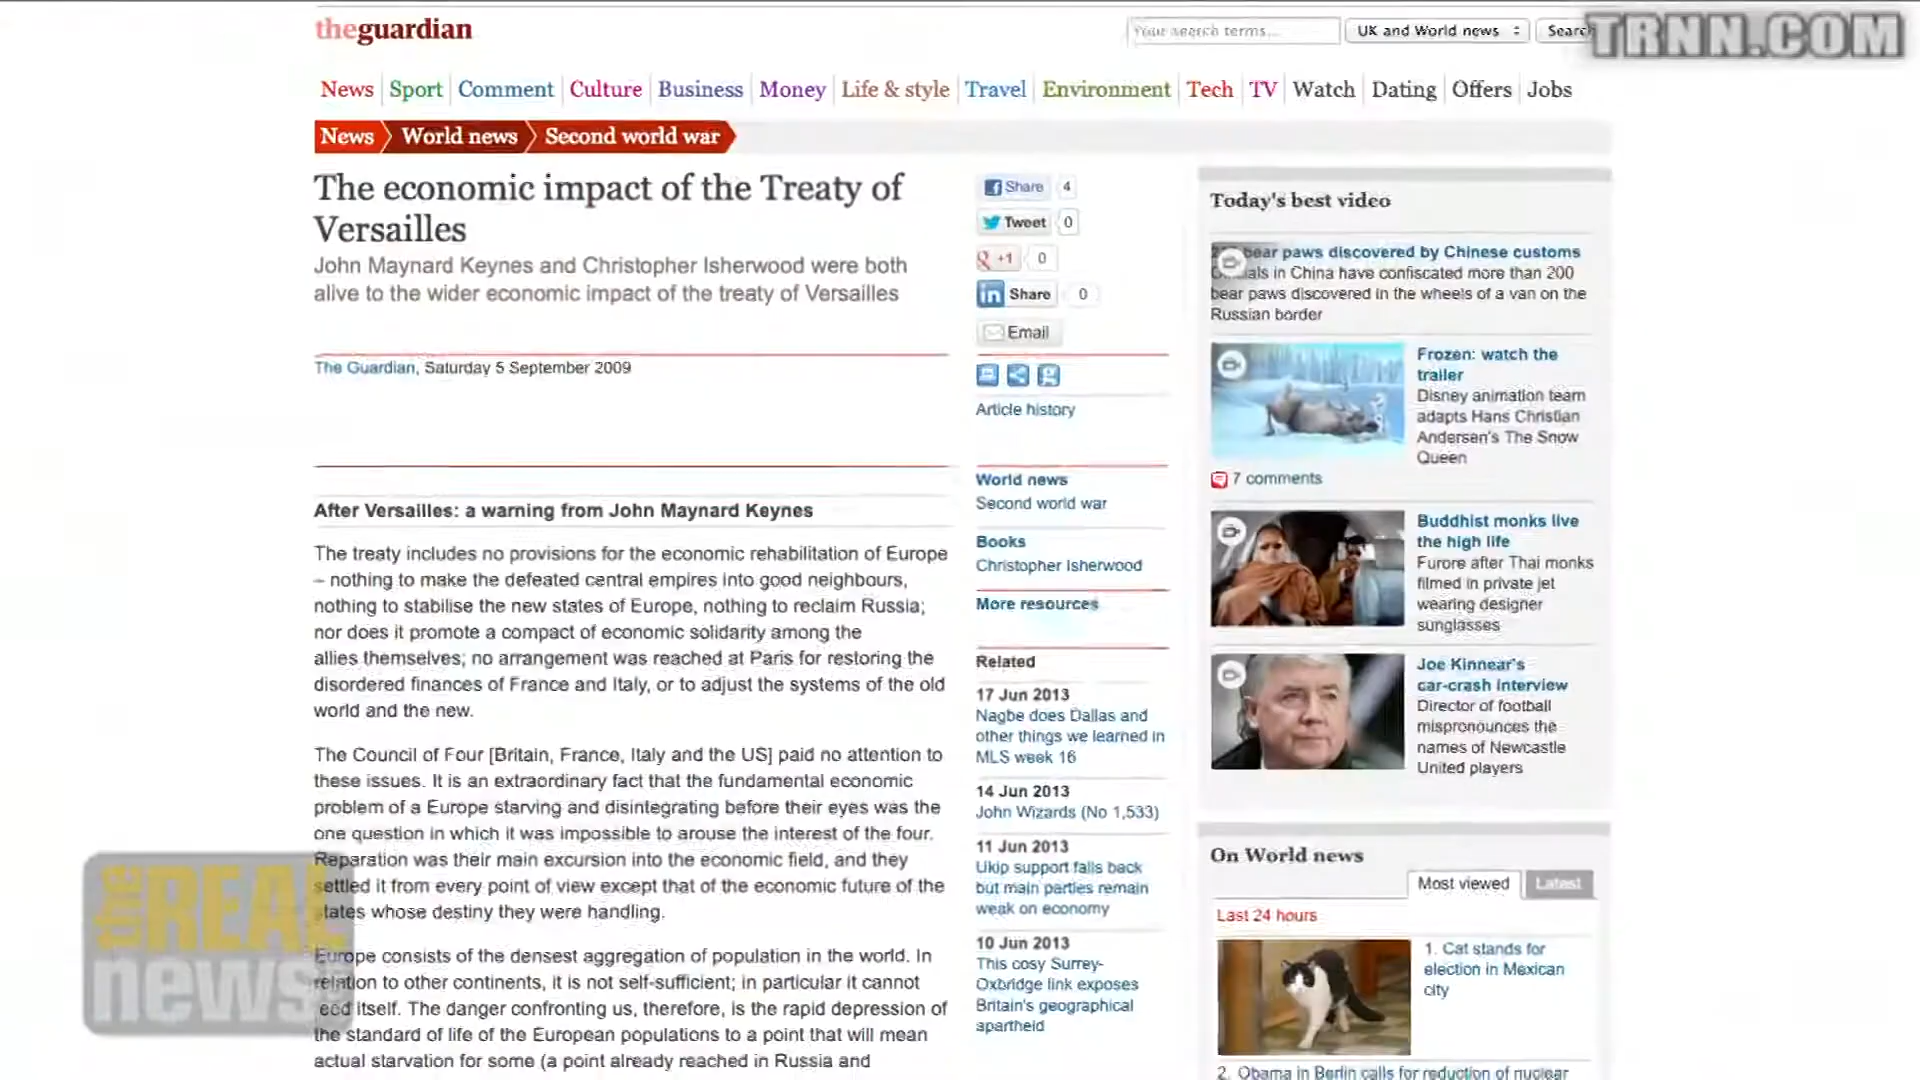 theguardian
Your search terms...
UK and World news
Search
TRNN.COM
News
Sport
Comment
Culture
Business
Money
Life & style
Travel
Environment
Tech
TV
Watch
Dating
Offers
Jobs
News
World news
Second world war
The economic impact of the Treaty of
Versailles
John Maynard Keynes and Christopher Isherwood were both
alive to the wider economic impact of the treaty of Versailles
The Guardian, Saturday 5 September 2009
After Versailles: a warning from John Maynard Keynes
The treaty includes no provisions for the economic rehabilitation of Europe
– nothing to make the defeated central empires into good neighbours,
nothing to stabilise the new states of Europe, nothing to reclaim Russia;
nor does it promote a compact of economic solidarity among the
allies themselves; no arrangement was reached at Paris for restoring the
disordered finances of France and Italy, or to adjust the systems of the old
world and the new.
The Council of Four [Britain, France, Italy and the US] paid no attention to
these issues. It is an extraordinary fact that the fundamental economic
problem of a Europe starving and disintegrating before their eyes was the
one question in which it was impossible to arouse the interest of the four.
Reparation was their main excursion into the economic field, and they
settled it from every point of view except that of the economic future of the
states whose destiny they were handling.
Europe consists of the densest aggregation of population in the world. In
relation to other continents, it is not self-sufficient; in particular it cannot
feed itself. The danger confronting us, therefore, is the rapid depression of
the standard of life of the European populations to a point that will mean
actual starvation for some (a point already reached in Russia and
THE REAL
news
Share 4
Tweet 0
+1 0
Share 0
Email
Article history
World news
Second world war
Books
Christopher Isherwood
More resources
Related
17 Jun 2013
Nagbe does Dallas and
other things we learned in
MLS week 16
14 Jun 2013
John Wizards (No 1,533)
11 Jun 2013
Ukip support falls back
but main parties remain
weak on economy
10 Jun 2013
This cosy Surrey-
Oxbridge link exposes
Britain's geographical
apartheid
Today's best video
bear paws discovered by Chinese customs
in China have confiscated more than 200
bear paws discovered in the wheels of a van on the
Russian border
Frozen: watch the
trailer
Disney animation team
adapts Hans Christian
Andersen's The Snow
Queen
7 comments
Buddhist monks live
the high life
Furore after Thai monks
filmed in private jet
wearing designer
sunglasses
Joe Kinnear's
car-crash interview
Director of football
mispronounces the
names of Newcastle
United players
On World news
Most viewed
Latest
Last 24 hours
1. Cat stands for
election in Mexican
city
2. Obama in Berlin calls for reduction of nuclear